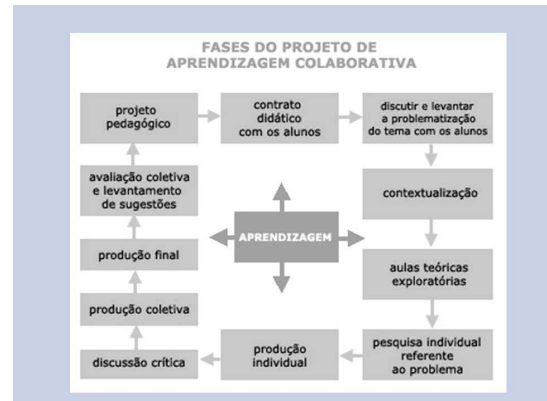 FASES DO PROJETO DE
APRENDIZAGEM COLABORATIVA
projeto
pedagógico
contrato
didático
com os alunos
discutir e levantar
a problematização
do tema com os alunos
contextualização
aulas teóricas
exploratórias
pesquisa individual
referente
ao problema
produção
individual
discussão crítica
produção coletiva
produção final
avaliação coletiva
e levantamento
de sugestões
APRENDIZAGEM